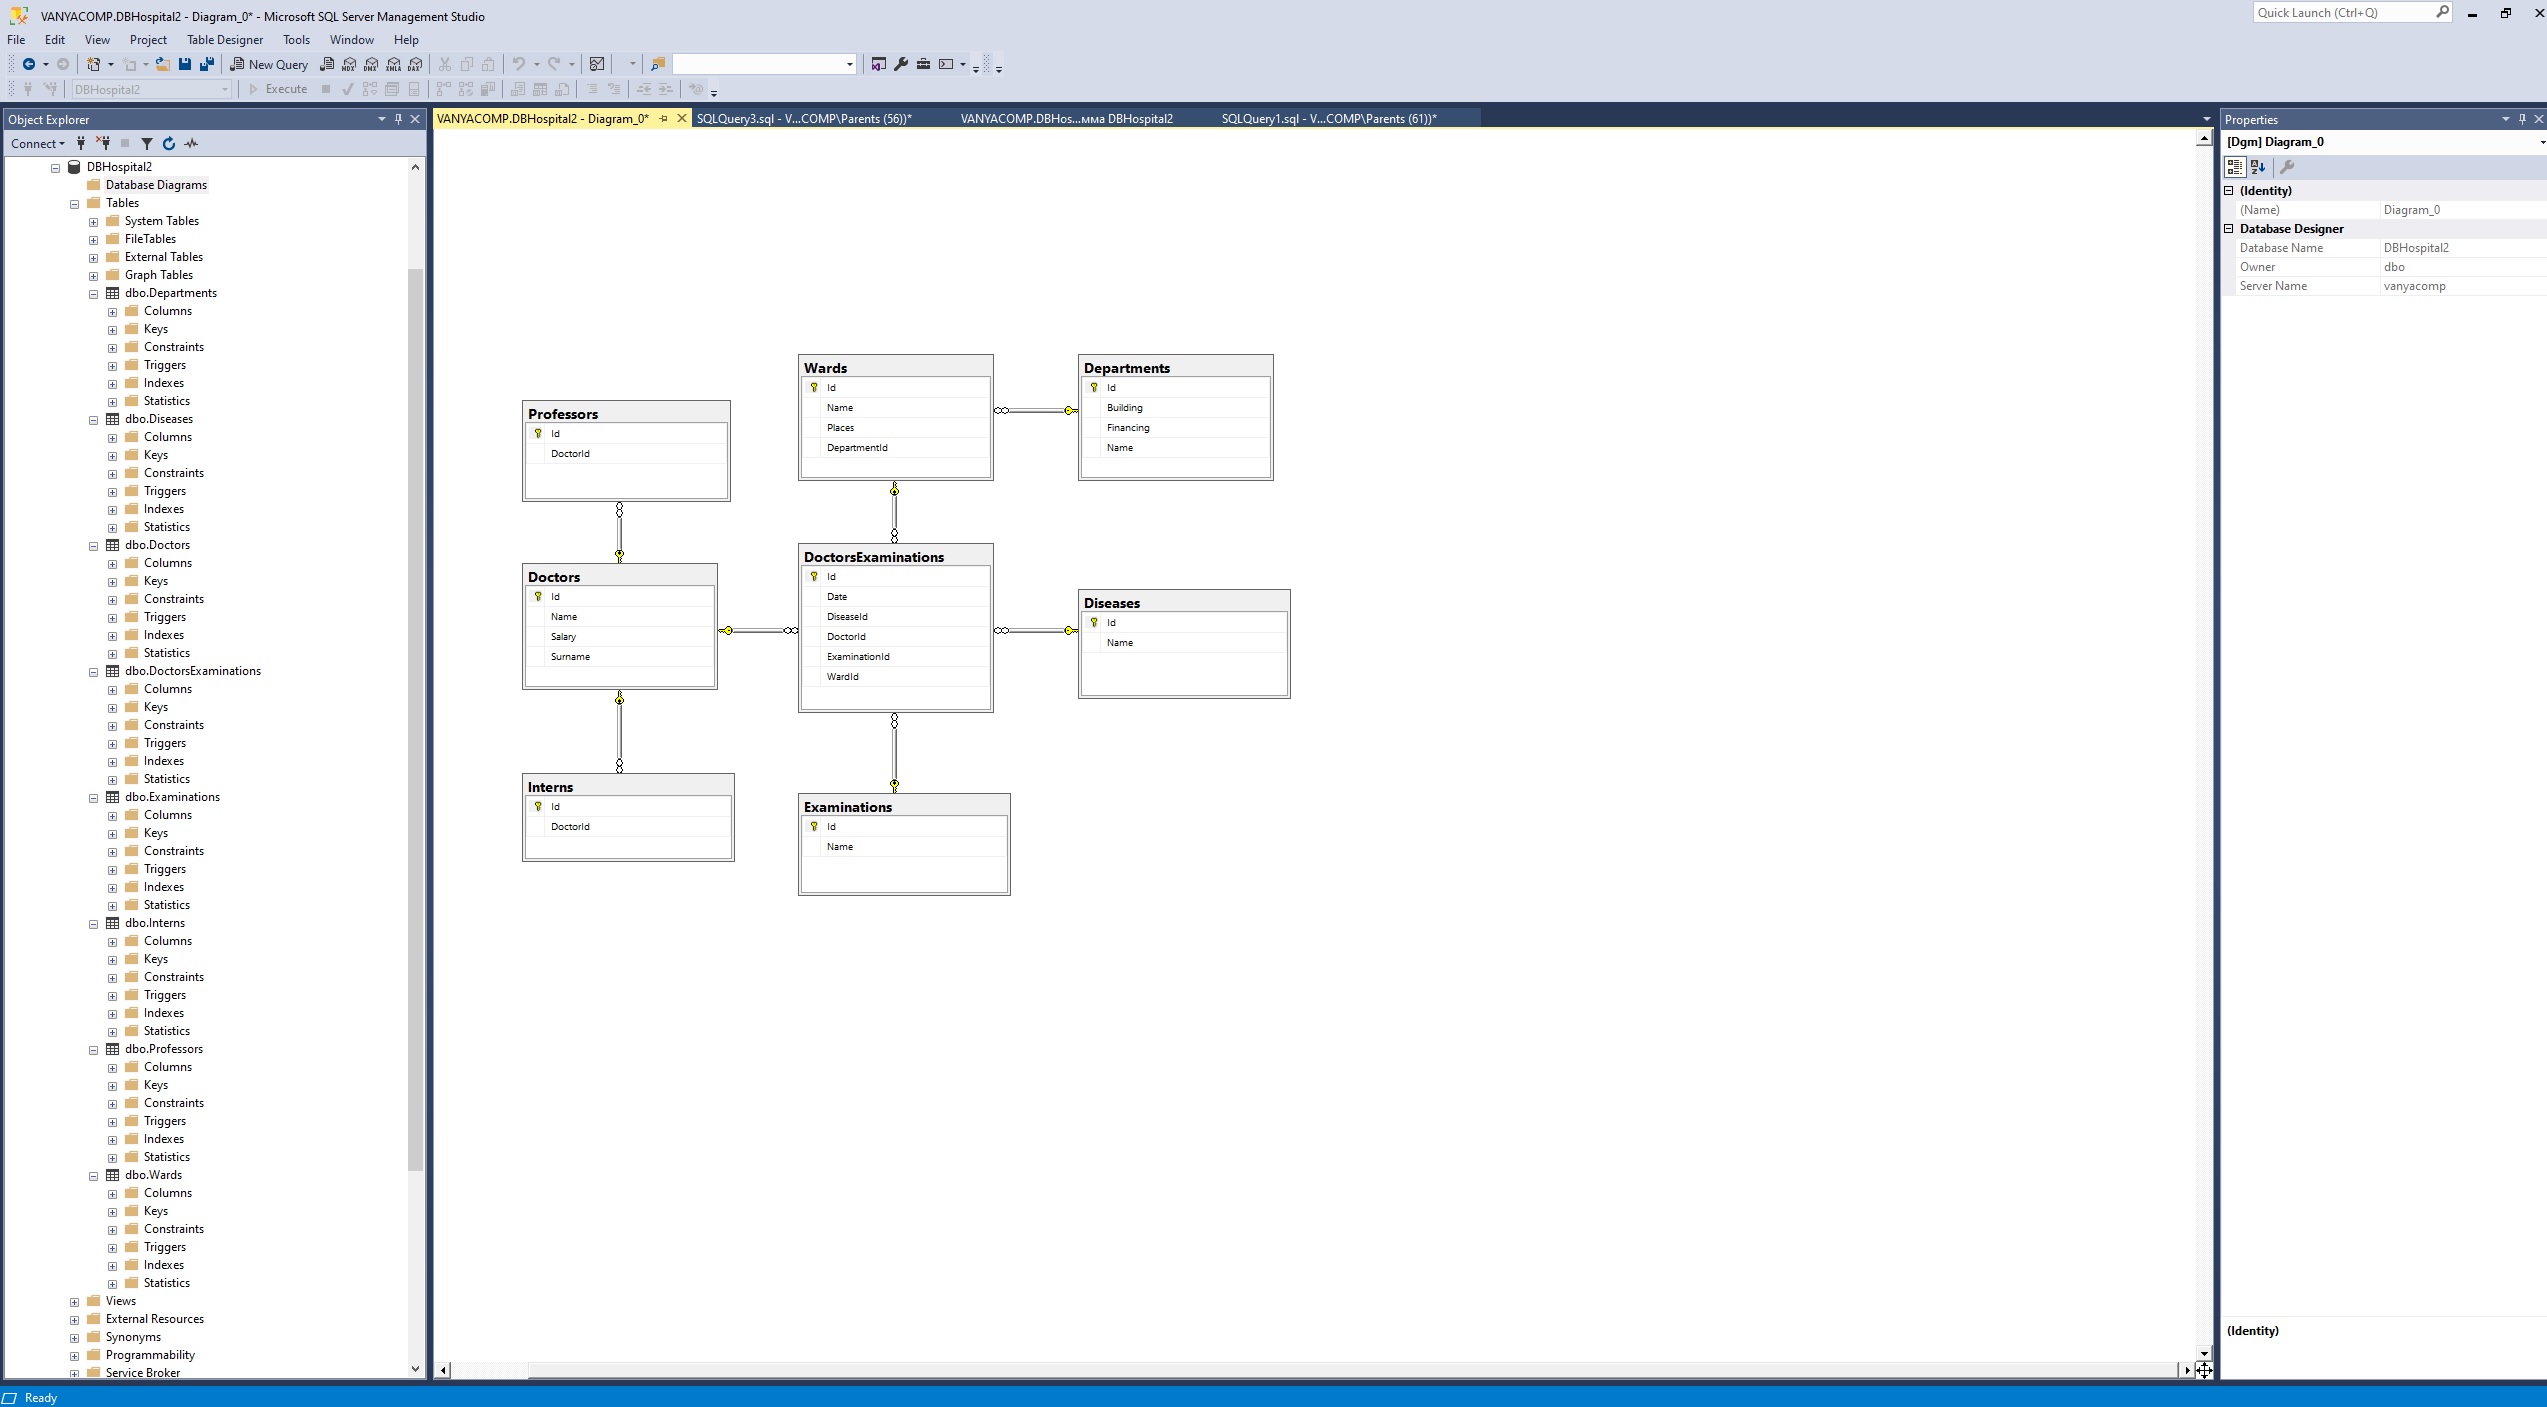 VANYACOMP.DBHospital2 - Diagram_0* - Microsoft SQL Server Management Studio
Quick Launch (Ctrl+Q)
File Edit View Project Table Designer Tools Window Help
New Query MDX DMX XMLA DAX
DBHospital2 Execute
Object Explorer
Connect
DBHospital2
Database Diagrams
Tables
System Tables
FileTables
External Tables
Graph Tables
dbo.Departments
Columns
Keys
Constraints
Triggers
Indexes
Statistics
dbo.Diseases
Columns
Keys
Constraints
Triggers
Indexes
Statistics
dbo.Doctors
Columns
Keys
Constraints
Triggers
Indexes
Statistics
dbo.DoctorsExaminations
Columns
Keys
Constraints
Triggers
Indexes
Statistics
dbo.Examinations
Columns
Keys
Constraints
Triggers
Indexes
Statistics
dbo.Interns
Columns
Keys
Constraints
Triggers
Indexes
Statistics
dbo.Professors
Columns
Keys
Constraints
Triggers
Indexes
Statistics
dbo.Wards
Columns
Keys
Constraints
Triggers
Indexes
Statistics
Views
External Resources
Synonyms
Programmability
Service Broker
VANYACOMP.DBHospital2 - Diagram_0* SQLQuery3.sql - V...COMP\Parents (56))* VANYACOMP.DBHos...мма DBHospital2 SQLQuery1.sql - V...COMP\Parents (61))*
Professors
Id
DoctorId
Wards
Id
Name
Places
DepartmentId
Departments
Id
Building
Financing
Name
Doctors
Id
Name
Salary
Surname
DoctorsExaminations
Id
Date
DiseaseId
DoctorId
ExaminationId
WardId
Diseases
Id
Name
Interns
Id
DoctorId
Examinations
Id
Name
Properties
[Dgm] Diagram_0
(Identity)
(Name) Diagram_0
Database Designer
Database Name DBHospital2
Owner dbo
Server Name vanyacomp
(Identity)
Ready